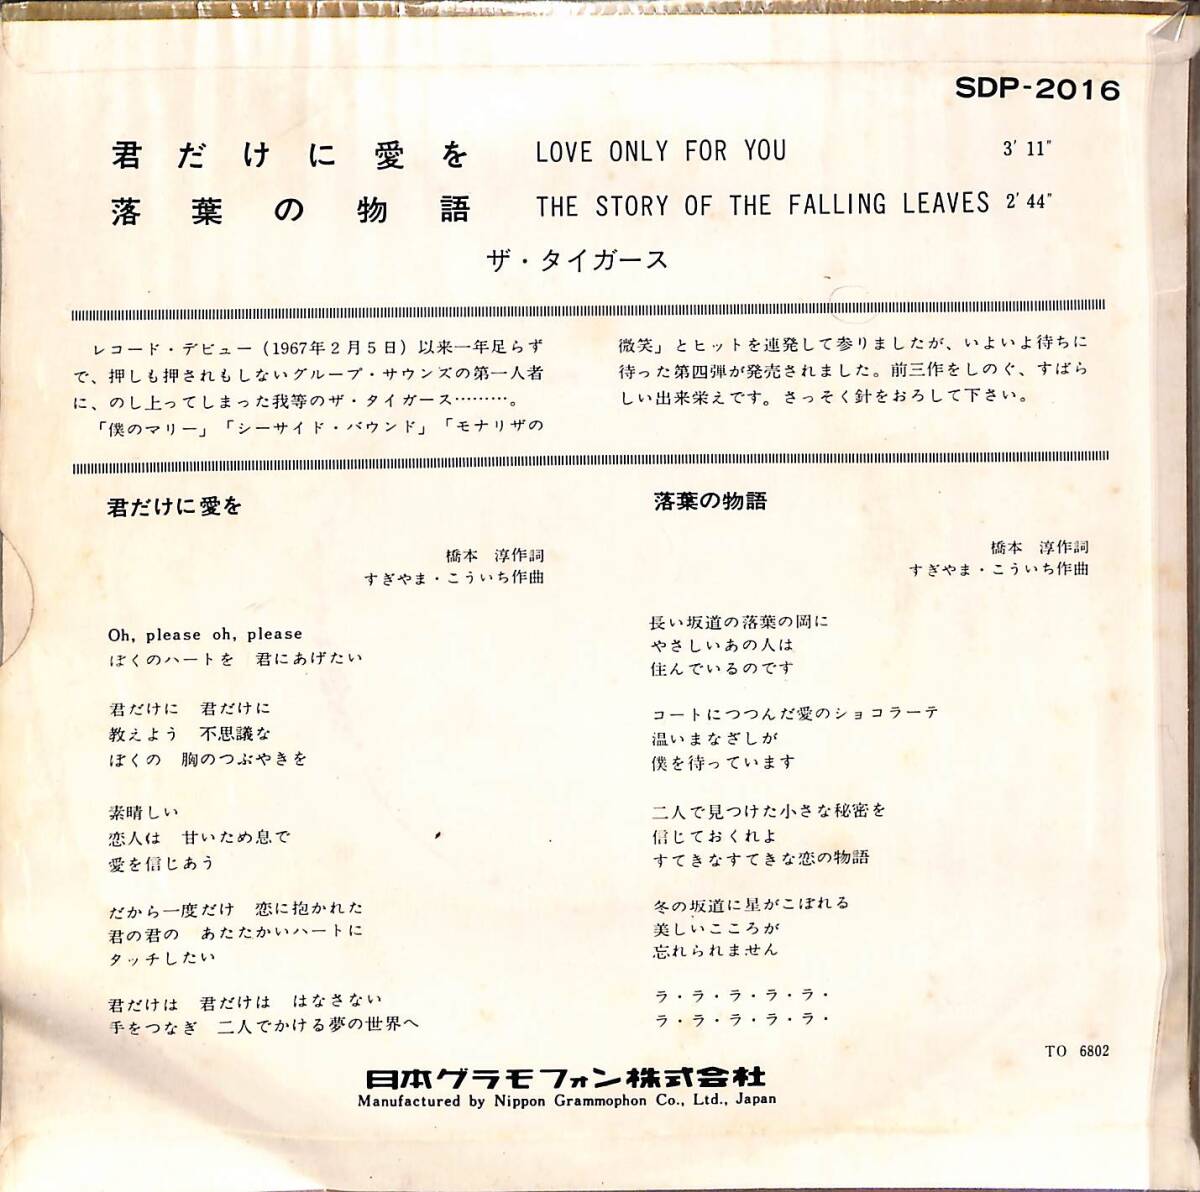 SDP-2016
君だけに愛を LOVE ONLY FOR YOU 3' 11"
落葉の物語 THE STORY OF THE FALLING LEAVES 2' 44"
ザ・タイガース
レコード・デビュー(1967年2月5日)以来一年足らず
で、押しも押されもしないグループ・サウンズの第一人者
に、のし上ってしまった我等のザ・タイガース………。
「僕のマリー」「シーサイド・バウンド」「モナリザの
微笑」とヒットを連発して参りましたが、いよいよ待ちに
待った第四弾が発売されました。前三作をしのぐ、すばら
しい出来栄えです。さっそく針をおろして下さい。
君だけに愛を
橋本 淳作詞
すぎやま・こういち作曲
Oh, please oh, please
ぼくのハートを 君にあげたい
君だけに 君だけに
教えよう 不思議な
ぼくの 胸のつぶやきを
素晴しい
恋人は 甘いため息で
愛を信じあう
だから一度だけ 恋に抱かれた
君の君の あたたかいハートに
タッチしたい
君だけは 君だけは はなさない
手をつなぎ 二人でかける夢の世界へ
落葉の物語
橋本 淳作詞
すぎやま・こういち作曲
長い坂道の落葉の岡に
やさしいあの人は
住んでいるのです
コートにつつんだ愛のショコラーテ
温いまなざしが
僕を待っています
二人で見つけた小さな秘密を
信じておくれよ
すてきなすてきな恋の物語
冬の坂道に星がこぼれる
美しいこころが
忘れられません
ラ・ラ・ラ・ラ・ラ・
ラ・ラ・ラ・ラ・ラ・
TO 6802
日本グラモフォン株式会社
Manufactured by Nippon Grammophon Co., Ltd., Japan